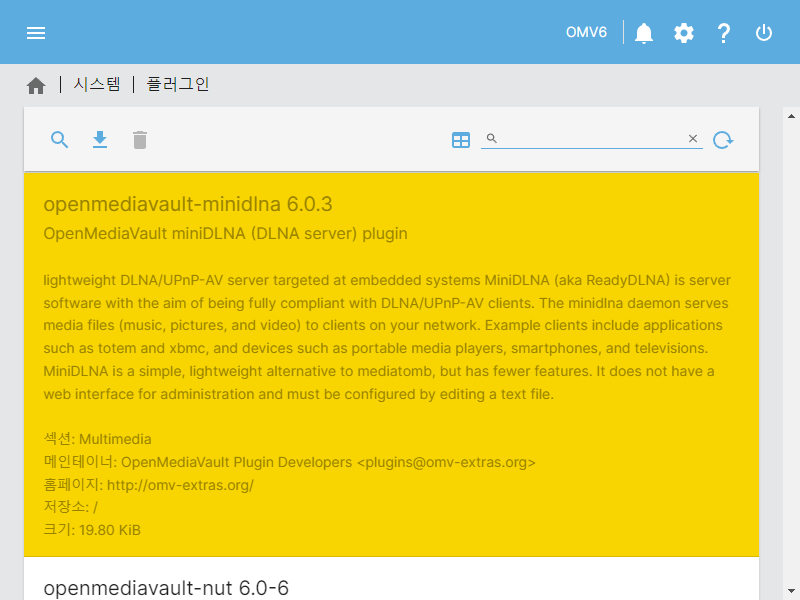 OMV6
시스템 | 플러그인
openmediavault-minidlna 6.0.3
OpenMediaVault miniDLNA (DLNA server) plugin
lightweight DLNA/UPnP-AV server targeted at embedded systems MiniDLNA (aka ReadyDLNA) is server
software with the aim of being fully compliant with DLNA/UPnP-AV clients. The minidlna daemon serves
media files (music, pictures, and video) to clients on your network. Example clients include applications
such as totem and xbmc, and devices such as portable media players, smartphones, and televisions.
MiniDLNA is a simple, lightweight alternative to mediatomb, but has fewer features. It does not have a
web interface for administration and must be configured by editing a text file.
섹션: Multimedia
메인테이너: OpenMediaVault Plugin Developers <plugins@omv-extras.org>
홈페이지: http://omv-extras.org/
저장소: /
크기: 19.80 KiB
openmediavault-nut 6.0-6